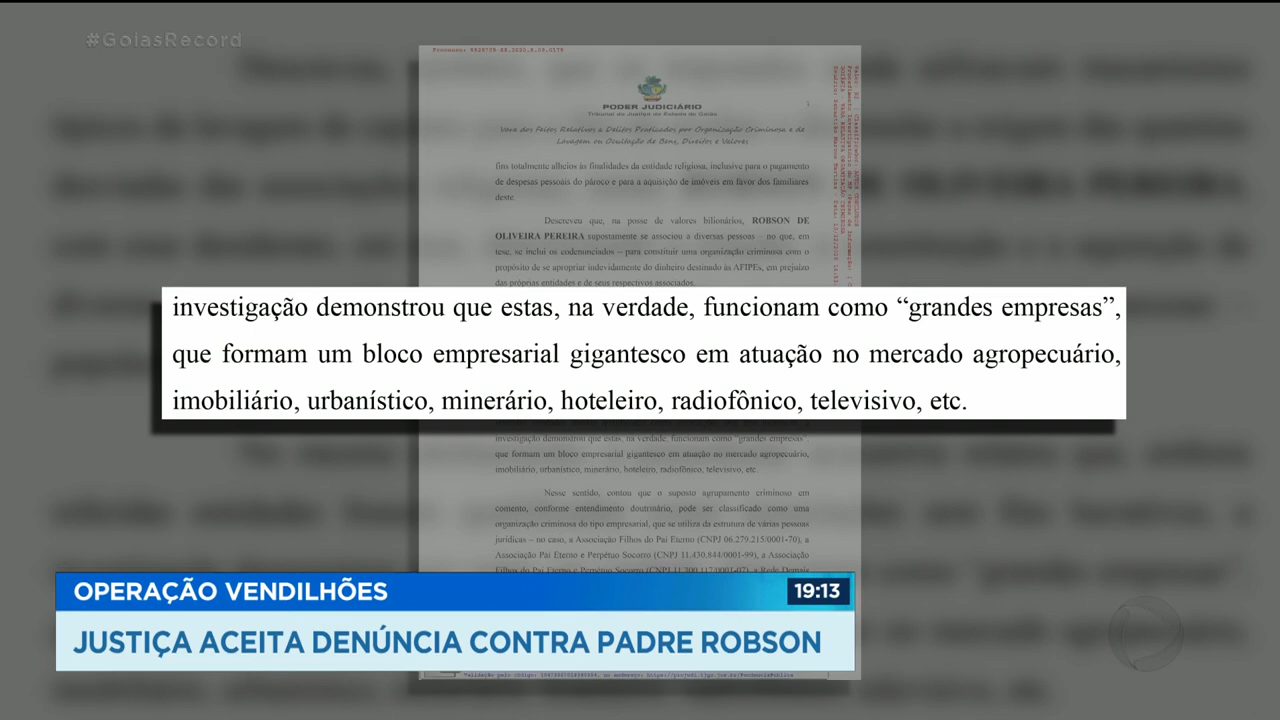 #GoiasRecord
PODER JUDICIÁRIO
Tribunal de Justiça do Estado de Goiás
Vara dos Feitos Relativos a Delitos Praticados por Organização Criminosa e de
Lavagem ou Ocultação de Bens, Direitos e Valores
fins totalmente alheios às finalidades da entidade religiosa, inclusive para o pagamento
de despesas pessoais do pároco e para a aquisição de imóveis em favor dos familiares
deste.
Descreveu que, na posse de valores bilionários, ROBSON DE
OLIVEIRA PEREIRA supostamente se associou a diversas pessoas – no que, em
tese, se inclui os codenunciados – para constituir uma organização criminosa com o
propósito de se apropriar indevidamente do dinheiro destinado às AFIPEs, em prejuízo
das próprias entidades e de seus respectivos associados.
investigação demonstrou que estas, na verdade, funcionam como “grandes empresas”,
que formam um bloco empresarial gigantesco em atuação no mercado agropecuário,
imobiliário, urbanístico, minerário, hoteleiro, radiofônico, televisivo, etc.
investigação demonstrou que estas, na verdade, funcionam como “grandes empresas”,
que formam um bloco empresarial gigantesco em atuação no mercado agropecuário,
imobiliário, urbanístico, minerário, hoteleiro, radiofônico, televisivo, etc.
Nesse sentido, contou que o suposto agrupamento criminoso em
comento, conforme entendimento doutrinário, pode ser classificado como uma
organização criminosa do tipo empresarial, que se utiliza da estrutura de várias pessoas
jurídicas – no caso, a Associação Filhos do Pai Eterno (CNPJ 06.279.215/0001-70), a
Associação Pai Eterno e Perpétuo Socorro (CNPJ 11.430.844/0001-99), a Associação
Filhos do Pai Eterno e Perpétuo Socorro
OPERAÇÃO VENDILHÕES
19:13
JUSTIÇA ACEITA DENÚNCIA CONTRA PADRE ROBSON